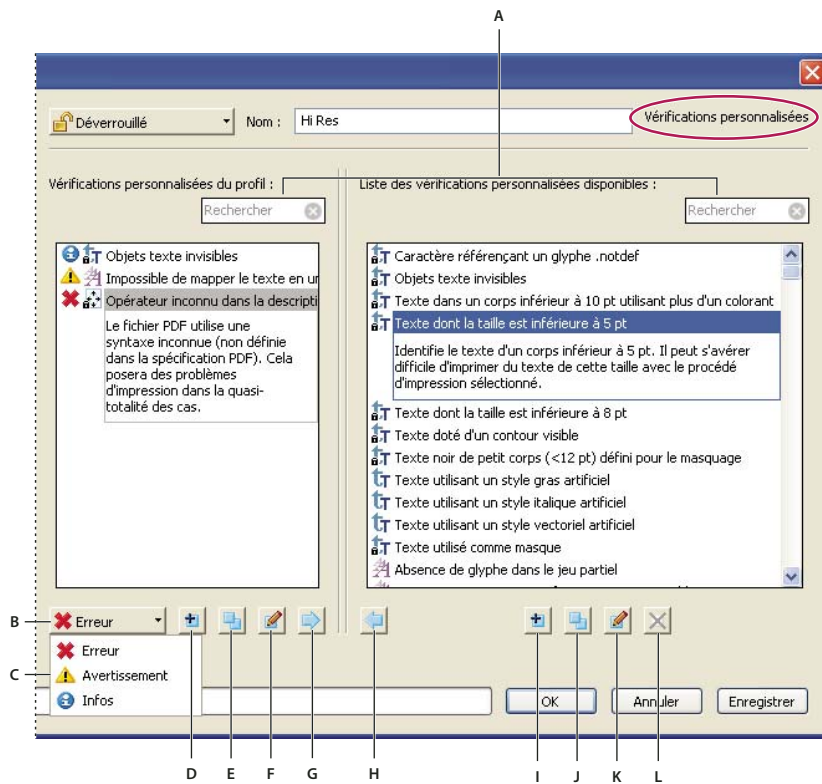 A
Déverrouillé
Nom :
Hi Res
Vérifications personnalisées
Vérifications personnalisées du profil :
Liste des vérifications personnalisées disponibles :
Rechercher
Rechercher
Objets texte invisibles
Impossible de mapper le texte en ur
Opérateur inconnu dans la descripti
Le fichier PDF utilise une
syntaxe inconnue (non définie
dans la spécification PDF). Cela
posera des problèmes
d'impression dans la quasi-
totalité des cas.
Caractère référençant un glyphe .notdef
Objets texte invisibles
Texte dans un corps inférieur à 10 pt utilisant plus d'un colorant
Texte dont la taille est inférieure à 5 pt
Identifie le texte d'un corps inférieur à 5 pt. Il peut s'avérer
difficile d'imprimer du texte de cette taille avec le procédé
d'impression sélectionné.
Texte dont la taille est inférieure à 8 pt
Texte doté d'un contour visible
Texte noir de petit corps (<12 pt) défini pour le masquage
Texte utilisant un style gras artificiel
Texte utilisant un style italique artificiel
Texte utilisant un style vectoriel artificiel
Texte utilisé comme masque
Absence de glyphe dans le jeu partiel
B
Erreur
Erreur
C
Avertissement
Infos
OK
Annuler
Enregistrer
D E F G H I J K L